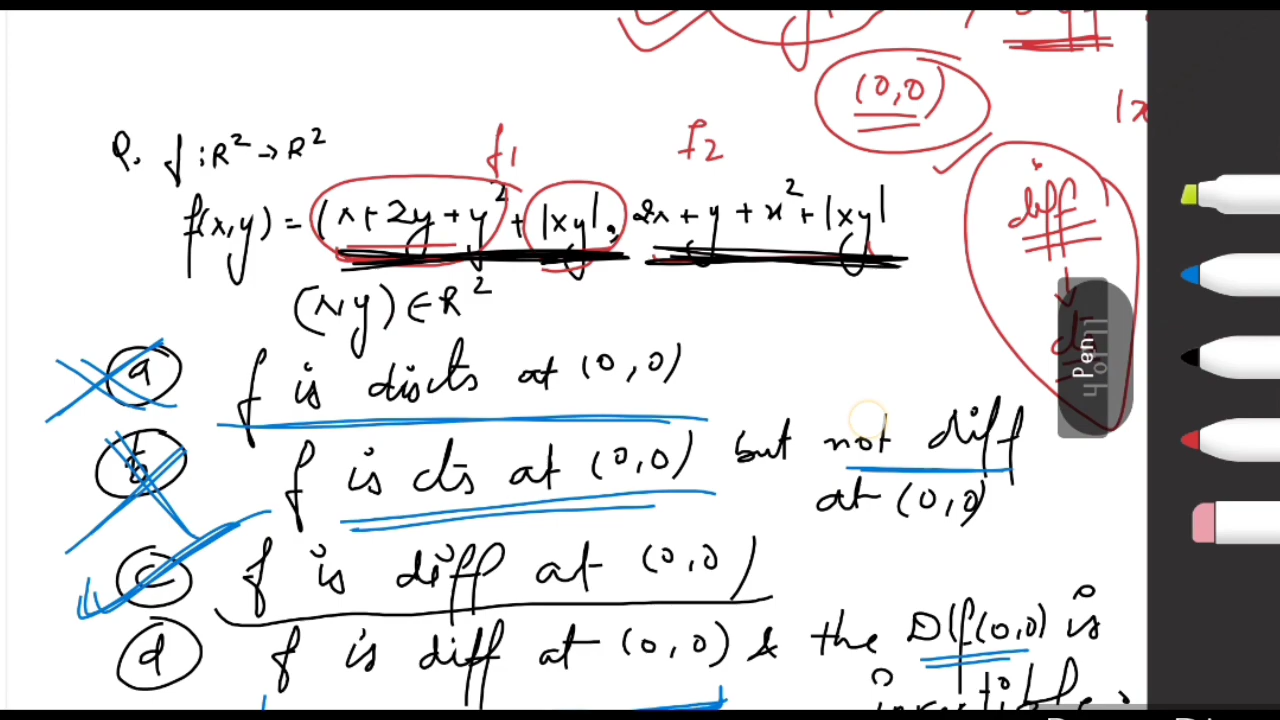 (0,0)
|x
Q. f : R² → R²
f1 f2
f(x,y) = (x + 2y + y² + |xy|, 2x + y + x² + |xy|
(x y) ∈ R²
diff
↓
cts
Pen
(a) f is discts at (0,0)
(b) f is cts at (0,0) but not diff
at (0,0)
(c) f is diff at (0,0)
(d) f is diff at (0,0) & the Df(0,0) is